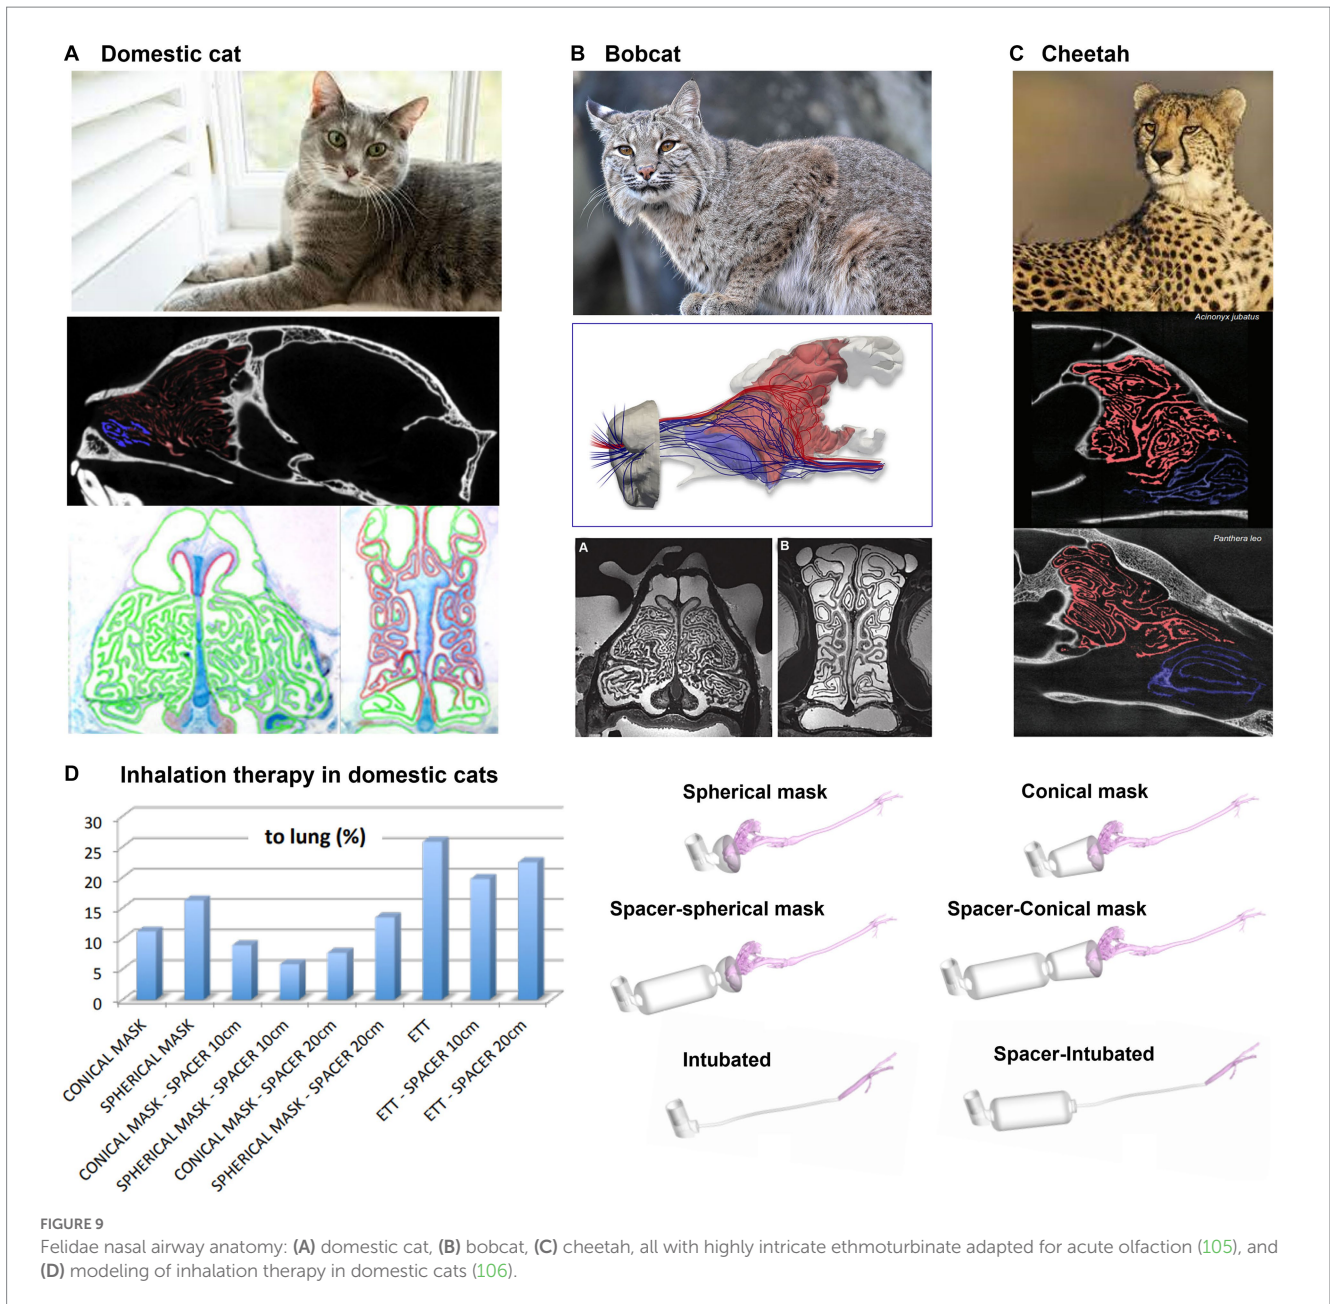 A Domestic cat
B Bobcat
C Cheetah
Acinonyx jubatus
Panthera leo
A
B
D Inhalation therapy in domestic cats
to lung (%)
30
25
20
15
10
5
0
CONICAL MASK
SPHERICAL MASK
CONICAL MASK - SPACER 10cm
SPHERICAL MASK - SPACER 10cm
CONICAL MASK - SPACER 20cm
SPHERICAL MASK - SPACER 20cm
ETT
ETT - SPACER 10cm
ETT - SPACER 20cm
Spherical mask
Conical mask
Spacer-spherical mask
Spacer-Conical mask
Intubated
Spacer-Intubated
FIGURE 9
Felidae nasal airway anatomy: (A) domestic cat, (B) bobcat, (C) cheetah, all with highly intricate ethmoturbinate adapted for acute olfaction (105), and
(D) modeling of inhalation therapy in domestic cats (106).